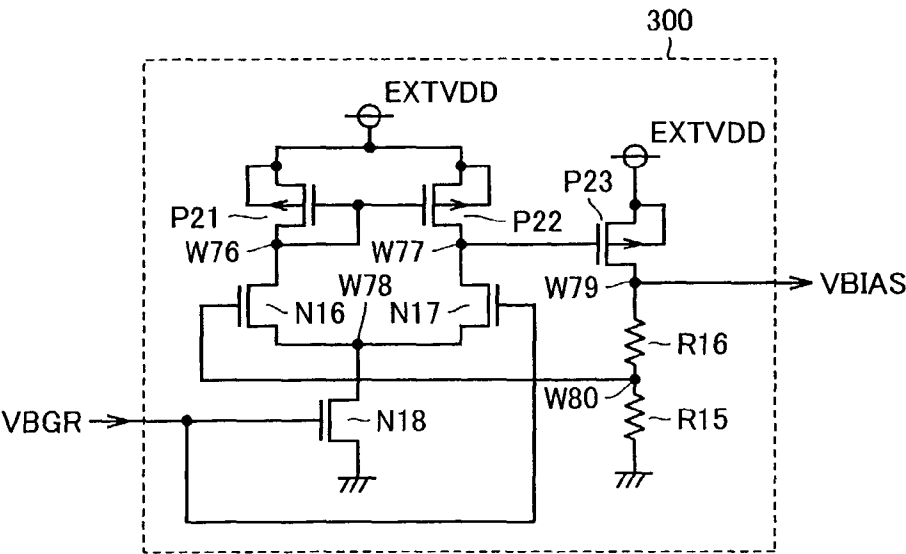 300
EXTVDD
EXTVDD
P23
P21
P22
W76
W77
W78
W79
VBIAS
N16
N17
R16
W80
VBGR
N18
R15